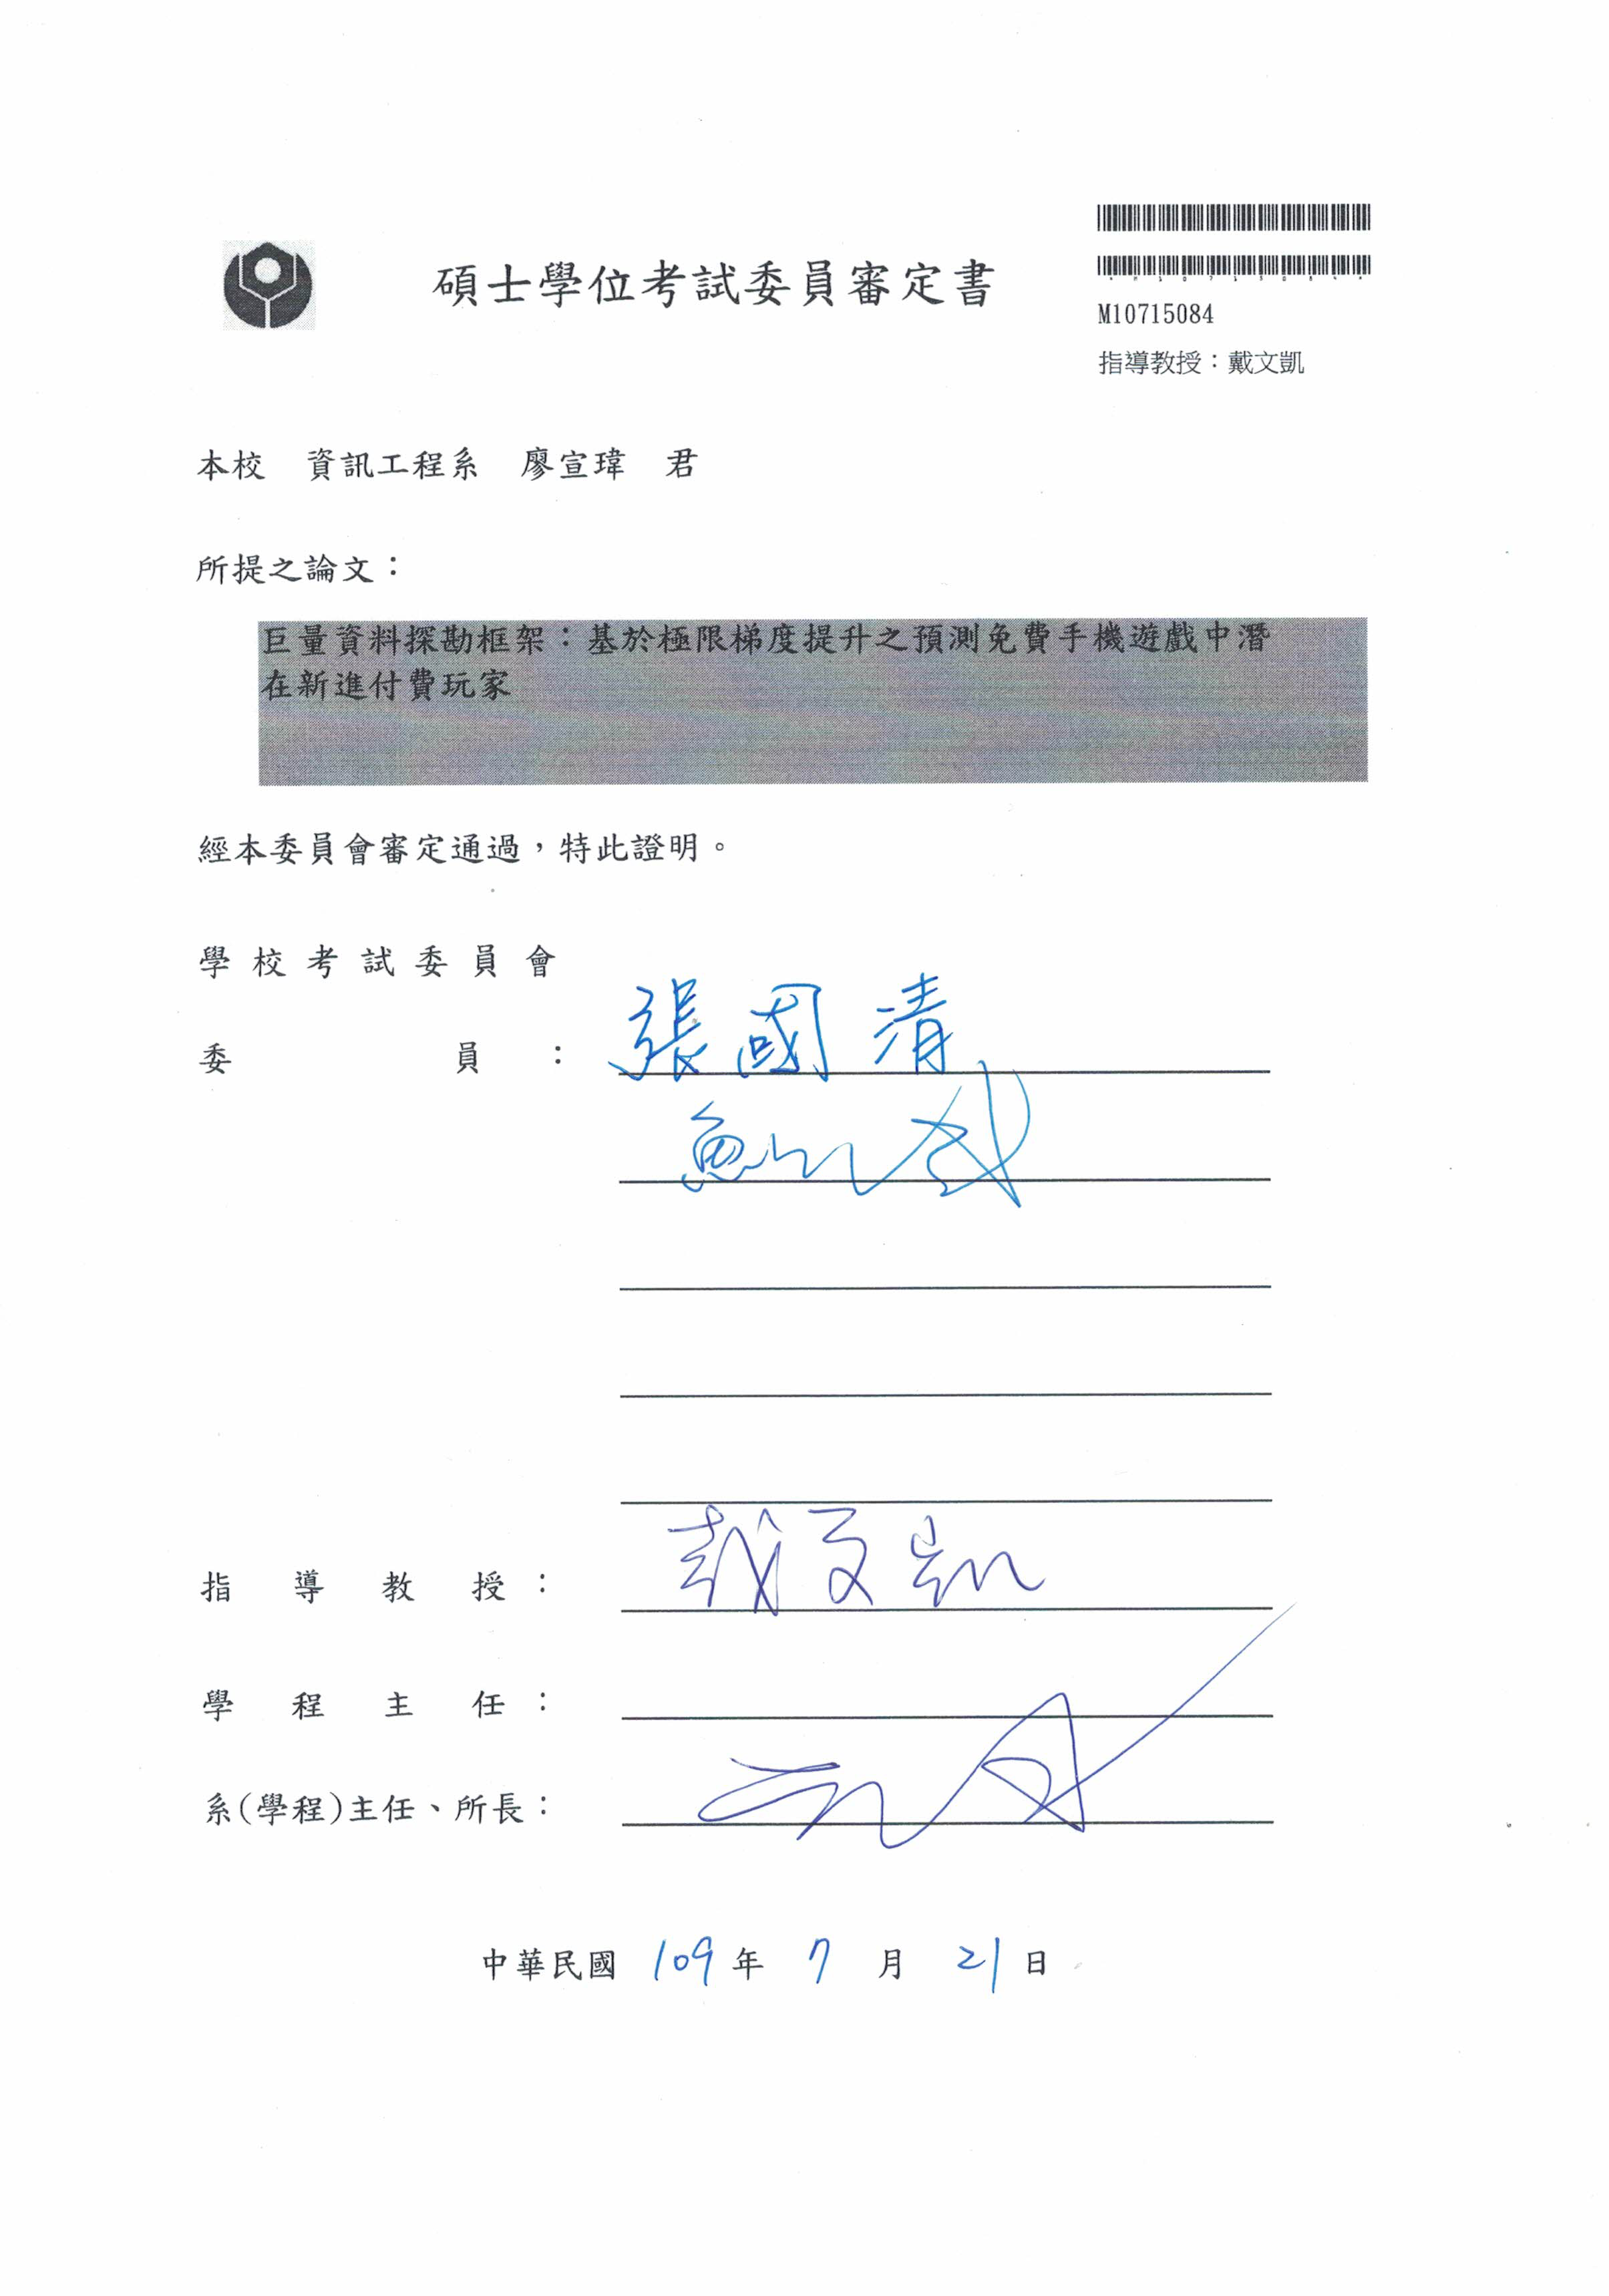 碩士學位考試委員審定書
M10715084
指導教授：戴文凱
本校 資訊工程系 廖宣瑋 君
所提之論文：
巨量資料探勘框架：基於極限梯度提升之預測免費手機遊戲中潛
在新進付費玩家
經本委員會審定通過，特此證明。
學校考試委員會
委員：張國清
指導教授：戴文凱
學程主任：
系(學程)主任、所長：
中華民國 109 年 7 月 21 日